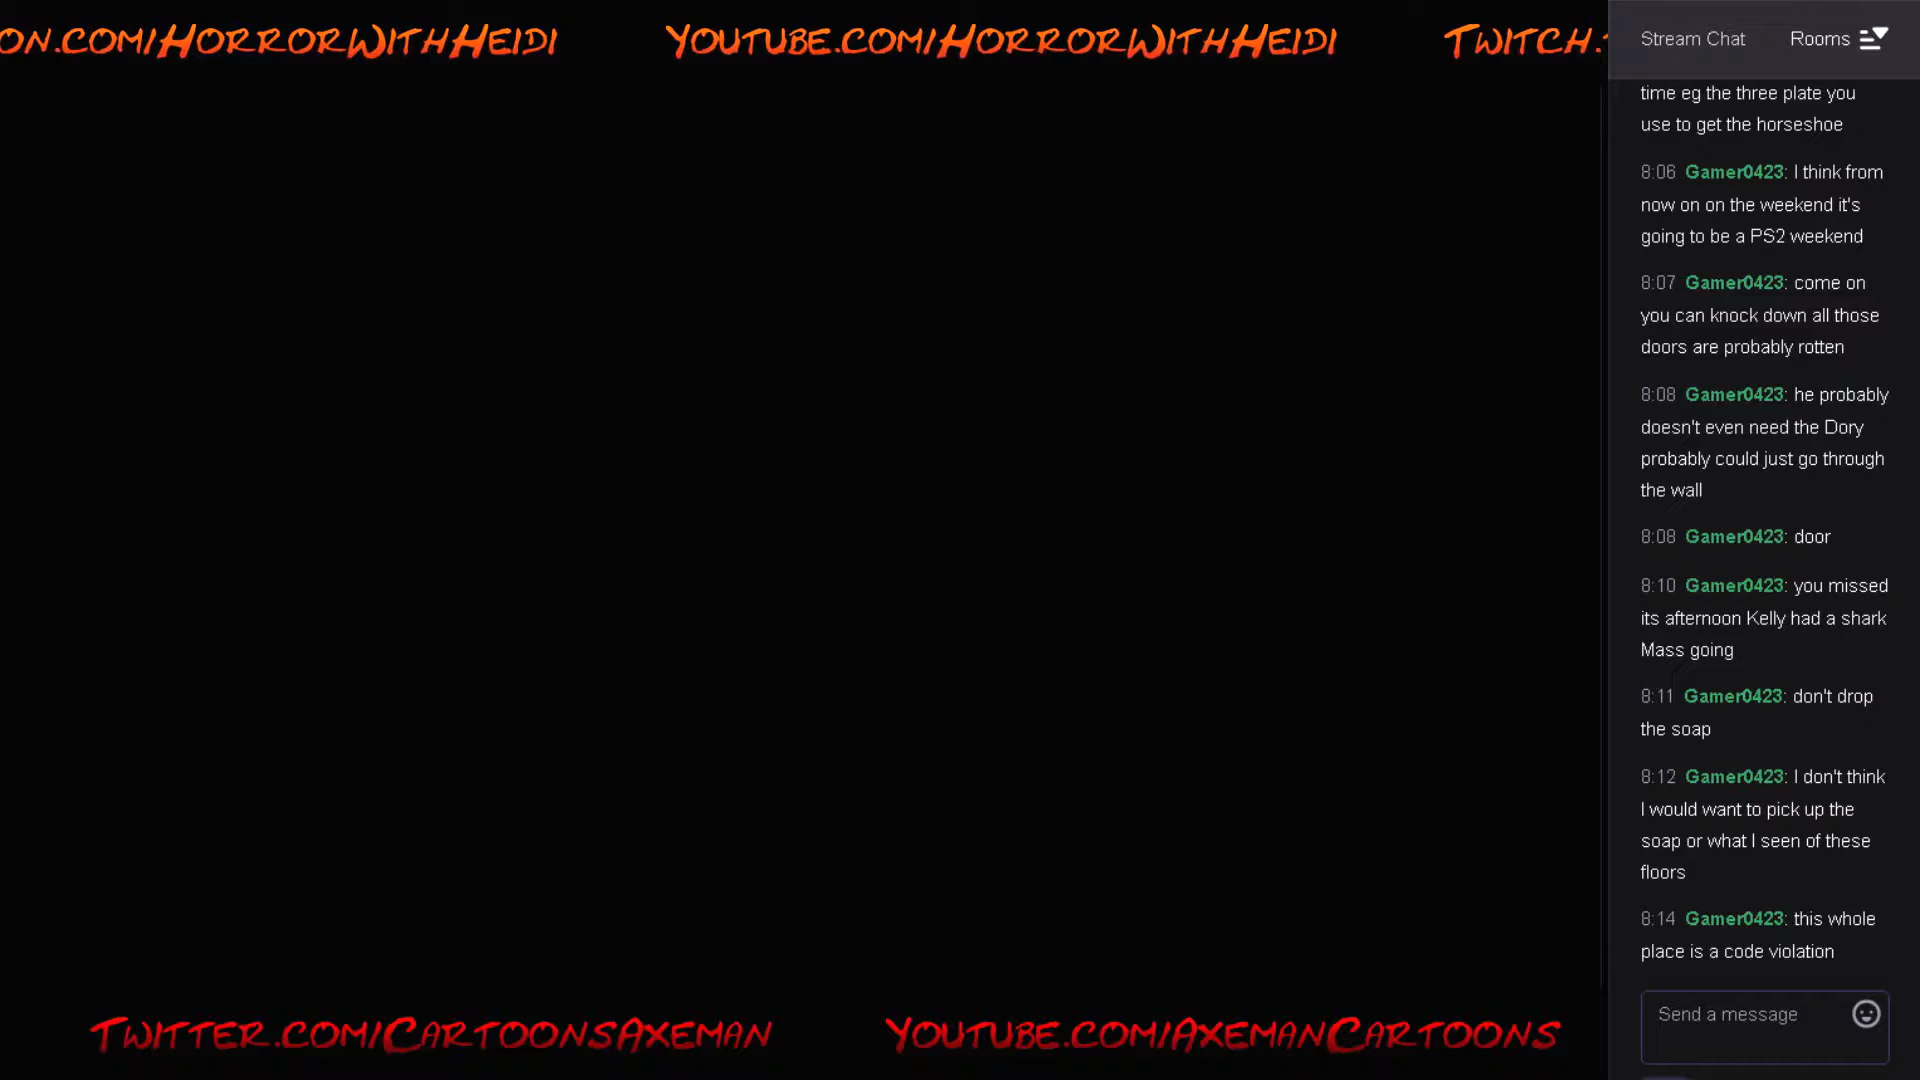 ON.COM/HORRORWITHHEIDI YOUTUBE.COM/HORRORWITHHEIDI TWITCH.
Stream Chat Rooms
time eg the three plate you
use to get the horseshoe
8:06 Gamer0423: I think from
now on on the weekend it's
going to be a PS2 weekend
8:07 Gamer0423: come on
you can knock down all those
doors are probably rotten
8:08 Gamer0423: he probably
doesn't even need the Dory
probably could just go through
the wall
8:08 Gamer0423: door
8:10 Gamer0423: you missed
its afternoon Kelly had a shark
Mass going
8:11 Gamer0423: don't drop
the soap
8:12 Gamer0423: I don't think
I would want to pick up the
soap or what I seen of these
floors
8:14 Gamer0423: this whole
place is a code violation
Send a message
TWITTER.COM/CARTOONSAXEMAN YOUTUBE.COM/AXEMANCARTOONS